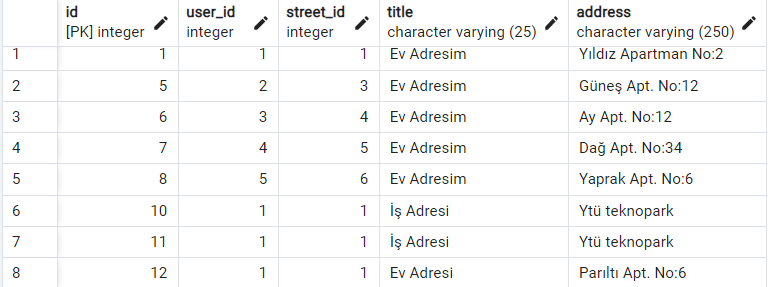 id user_id street_id title address
[PK] integer integer integer character varying (25) character varying (250)
1 1 1 1 Ev Adresim Yıldız Apartman No:2
2 5 2 3 Ev Adresim Güneş Apt. No:12
3 6 3 4 Ev Adresim Ay Apt. No:12
4 7 4 5 Ev Adresim Dağ Apt. No:34
5 8 5 6 Ev Adresim Yaprak Apt. No:6
6 10 1 1 İş Adresi Ytü teknopark
7 11 1 1 İş Adresi Ytü teknopark
8 12 1 1 Ev Adresi Parıltı Apt. No:6